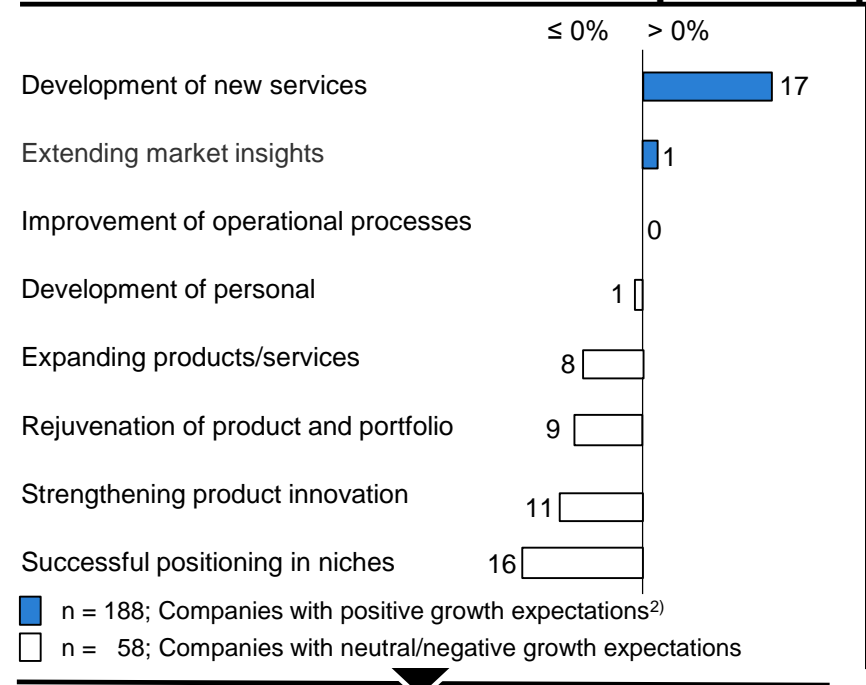 ≤ 0% > 0%
Development of new services 17
Extending market insights 1
Improvement of operational processes 0
Development of personal 1
Expanding products/services 8
Rejuvenation of product and portfolio 9
Strengthening product innovation 11
Successful positioning in niches 16
n = 188; Companies with positive growth expectations2)
n = 58; Companies with neutral/negative growth expectations